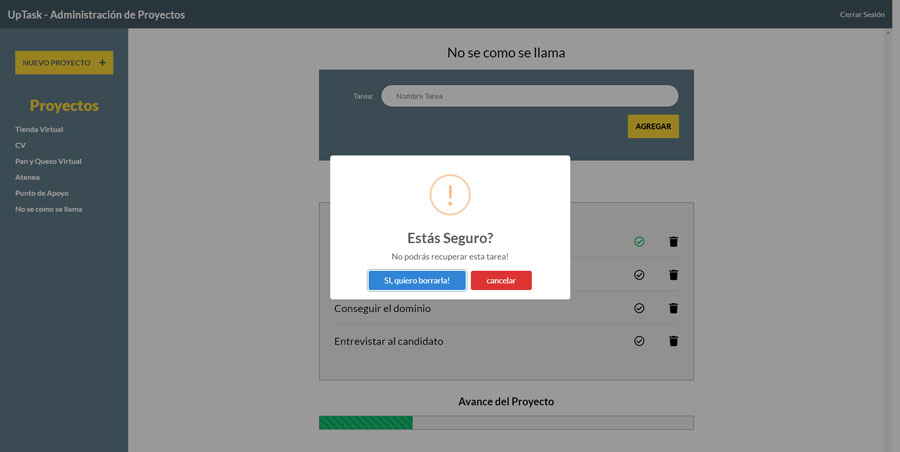 UpTask - Administración de Proyectos
Cerrar Sesión
NUEVO PROYECTO +
Proyectos
Tienda Virtual
CV
Pan y Queso Virtual
Atenea
Punto de Apoyo
No se como se llama
No se como se llama
Tarea:
Nombre Tarea
AGREGAR
!
Estás Seguro?
No podrás recuperar esta tarea!
SI, quiero borrarla!
cancelar
Conseguir el dominio
Entrevistar al candidato
Avance del Proyecto